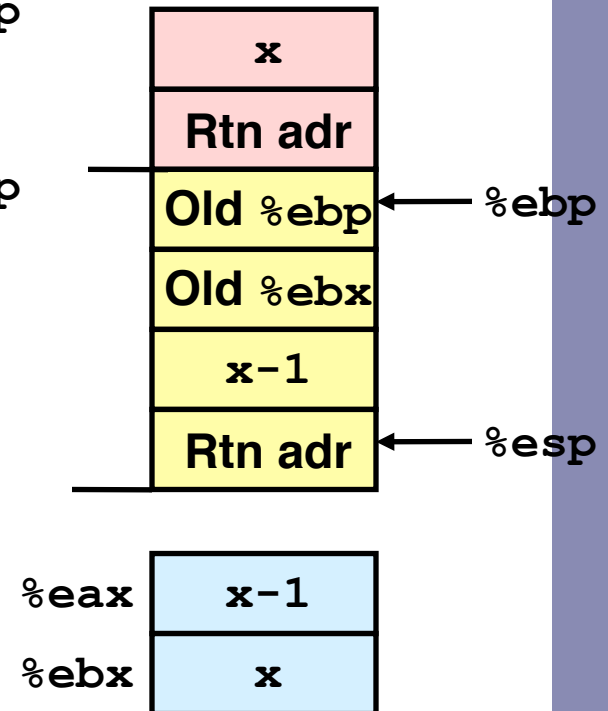 p
x
Rtn adr
p
Old %ebp
%ebp
Old %ebx
x-1
Rtn adr
%esp
%eax
x-1
%ebx
x